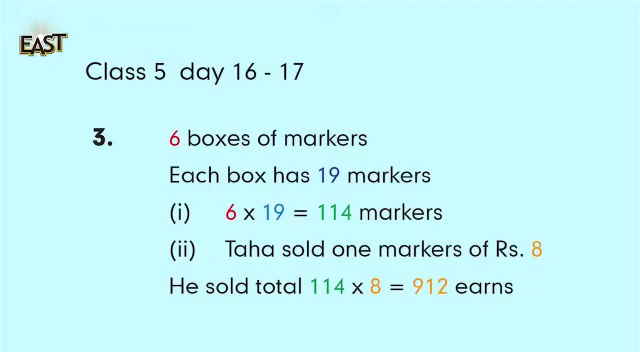 EAST
Class 5 day 16 - 17
3. 6 boxes of markers
Each box has 19 markers
(i) 6 x 19 = 114 markers
(ii) Taha sold one markers of Rs. 8
He sold total 114 x 8 = 912 earns